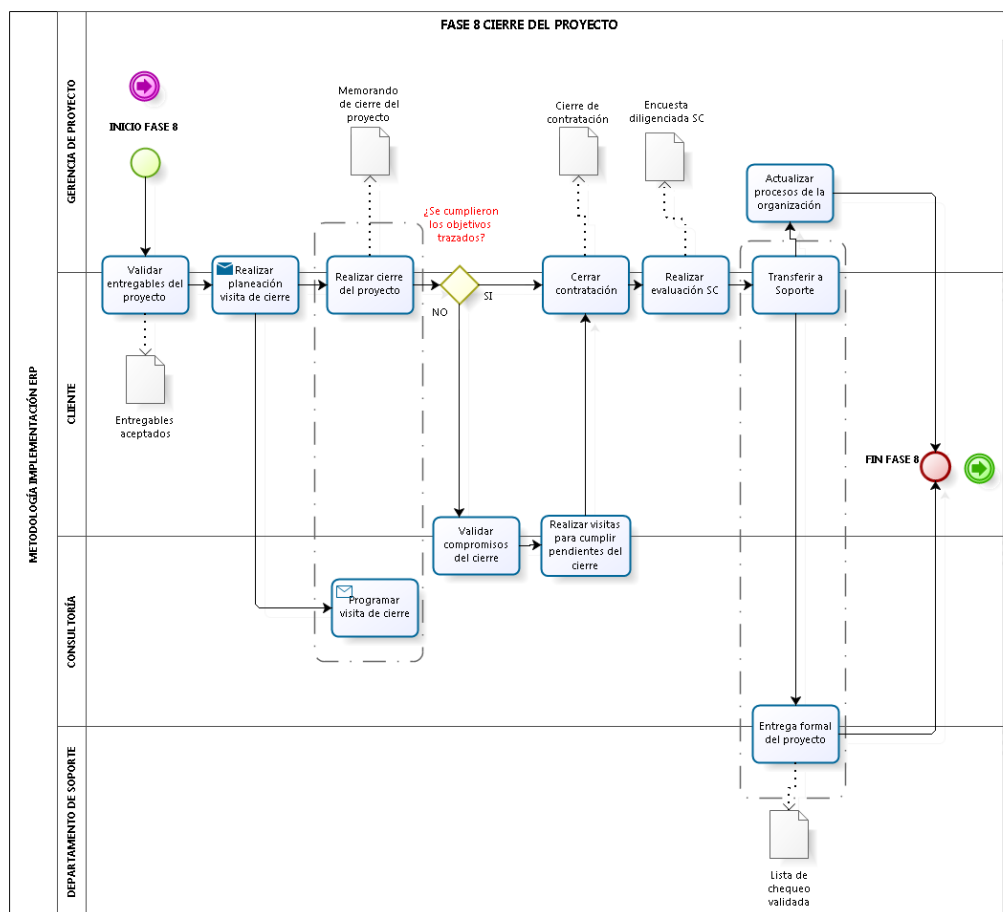 FASE 8 CIERRE DEL PROYECTO
METODOLOGÍA IMPLEMENTACIÓN ERP
GERENCIA DE PROYECTO
INICIO FASE 8
Memorando
de cierre del
proyecto
Cierre de
contratación
Encuesta
diligenciada SC
Actualizar
procesos de la
organización
¿Se cumplieron
los objetivos
trazados?
Validar
entregables del
proyecto
Realizar
planeación
visita de cierre
Realizar cierre
del proyecto
SI
NO
Cerrar
contratación
Realizar
evaluación SC
Transferir a
Soporte
CLIENTE
Entregables
aceptados
FIN FASE 8
Validar
compromisos
del cierre
Realizar visitas
para cumplir
pendientes del
cierre
CONSULTORÍA
Programar
visita de cierre
Entrega formal
del proyecto
DEPARTAMENTO DE SOPORTE
Lista de
chequeo
validada